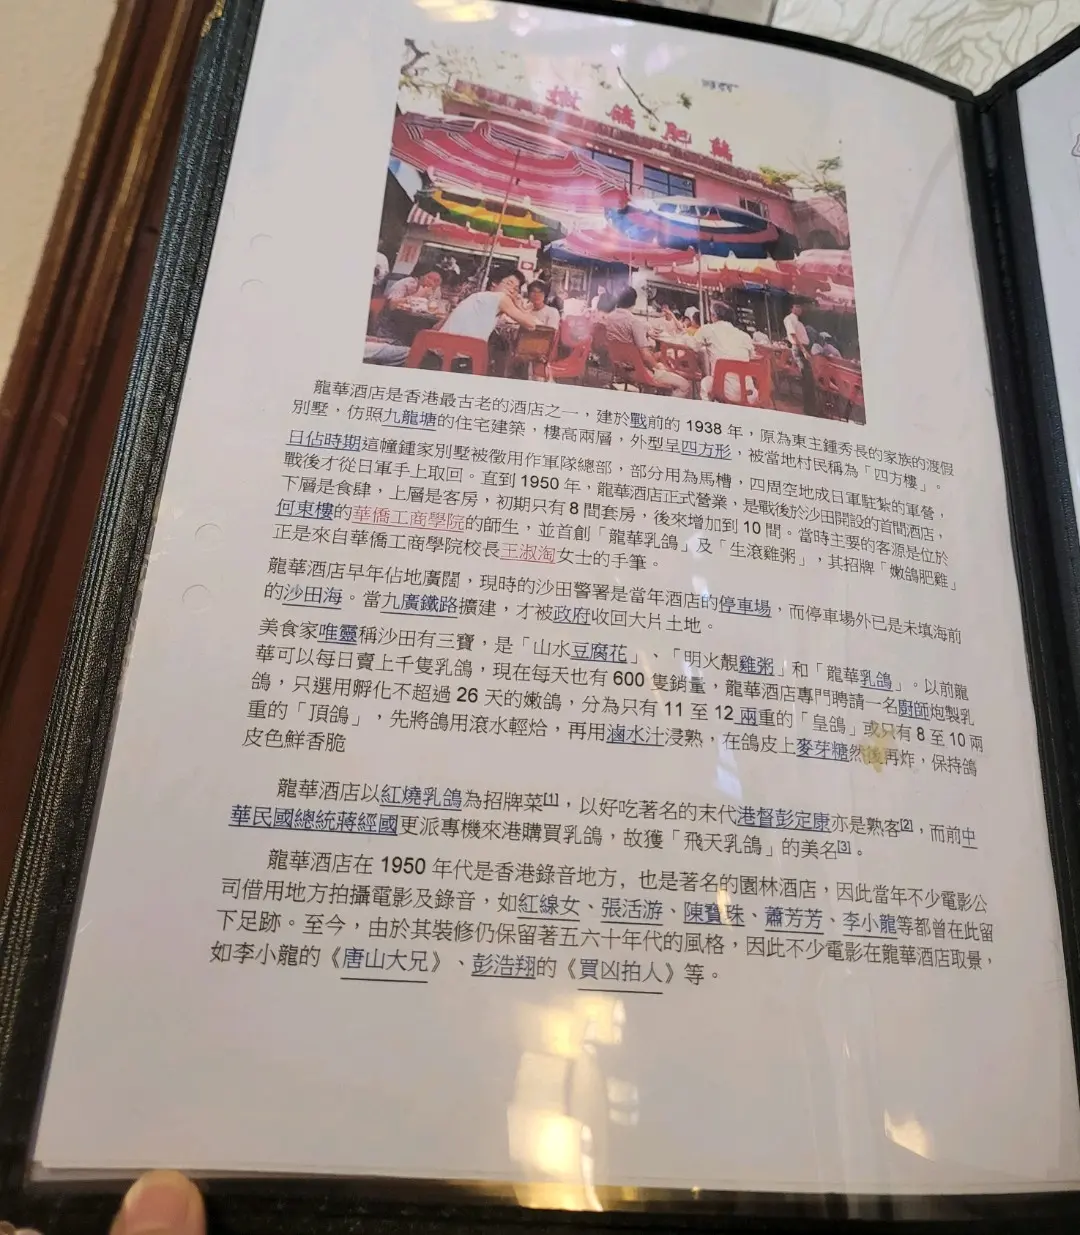 嫩鴿肥雞
龍華酒店是香港最古老的酒店之一，建於戰前的 1938 年，原為東主鍾秀長的家族的渡假
別墅，仿照九龍塘的住宅建築，樓高兩層，外型呈四方形，被當地村民稱為「四方樓」。
日佔時期這幢鍾家別墅被徵用作軍隊總部，部分用為馬槽，四周空地成日軍駐紮的軍營，
戰後才從日軍手上取回。直到 1950 年，龍華酒店正式營業，是戰後於沙田開設的首間酒店，
下層是食肆，上層是客房，初期只有 8 間套房，後來增加到 10 間。當時主要的客源是位於
何東樓的華僑工商學院的師生，並首創「龍華乳鴿」及「生滾雞粥」，其招牌「嫩鴿肥雞」
正是來自華僑工商學院校長王淑淘女士的手筆。
龍華酒店早年佔地廣闊，現時的沙田警署是當年酒店的停車場，而停車場外已是未填海前
的沙田海。當九廣鐵路擴建，才被政府收回大片土地。
美食家唯靈稱沙田有三寶，是「山水豆腐花」、「明火靚雞粥」和「龍華乳鴿」。以前龍
華可以每日賣上千隻乳鴿，現在每天也有 600 隻銷量，龍華酒店專門聘請一名廚師炮製乳
鴿，只選用孵化不超過 26 天的嫩鴿，分為只有 11 至 12 兩重的「皇鴿」或只有 8 至 10 兩
重的「頂鴿」，先將鴿用滾水輕烚，再用滷水汁浸熟，在鴿皮上麥芽糖然後再炸，保持鴿
皮色鮮香脆
龍華酒店以紅燒乳鴿為招牌菜[1]，以好吃著名的末代港督彭定康亦是熟客[2]，而前中
華民國總統蔣經國更派專機來港購買乳鴿，故獲「飛天乳鴿」的美名[3]。
龍華酒店在 1950 年代是香港錄音地方，也是著名的園林酒店，因此當年不少電影公
司借用地方拍攝電影及錄音，如紅線女、張活游、陳寶珠、蕭芳芳、李小龍等都曾在此留
下足跡。至今，由於其裝修仍保留著五六十年代的風格，因此不少電影在龍華酒店取景，
如李小龍的《唐山大兄》、彭浩翔的《買凶拍人》等。